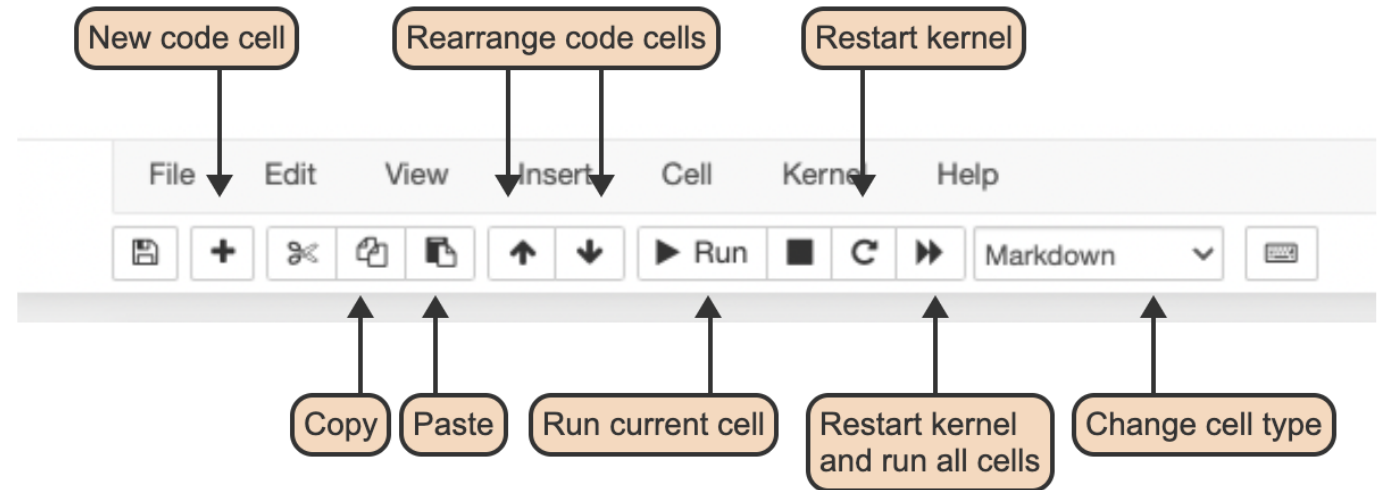 New code cell
Rearrange code cells
Restart kernel
File Edit View Insert Cell Kernel Help
Run Markdown
Copy
Paste
Run current cell
Restart kernel
and run all cells
Change cell type